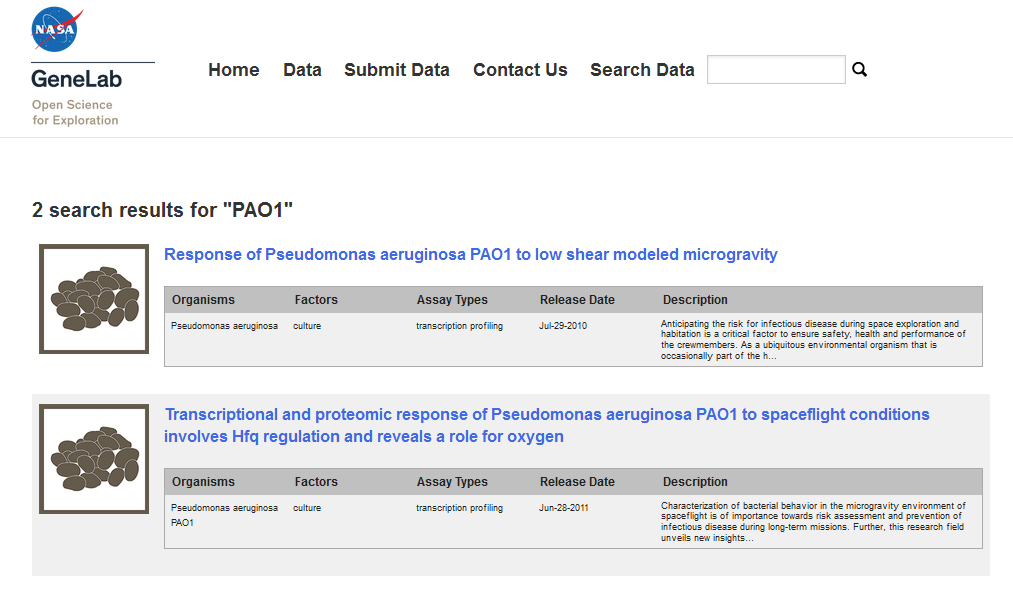 NASA
GeneLab
Open Science
for Exploration
Home Data Submit Data Contact Us Search Data
2 search results for "PAO1"
Response of Pseudomonas aeruginosa PAO1 to low shear modeled microgravity
Organisms Factors Assay Types Release Date Description
Pseudomonas aeruginosa culture transcription profiling Jul-29-2010 Anticipating the risk for infectious disease during space exploration and
habitation is a critical factor to ensure safety, health and performance of
the crewmembers. As a ubiquitous environmental organism that is
occasionally part of the h...
Transcriptional and proteomic response of Pseudomonas aeruginosa PAO1 to spaceflight conditions
involves Hfq regulation and reveals a role for oxygen
Organisms Factors Assay Types Release Date Description
Pseudomonas aeruginosa culture transcription profiling Jun-28-2011 Characterization of bacterial behavior in the microgravity environment of
PAO1 spaceflight is of importance towards risk assessment and prevention of
infectious disease during long-term missions. Further, this research field
unveils new insights...